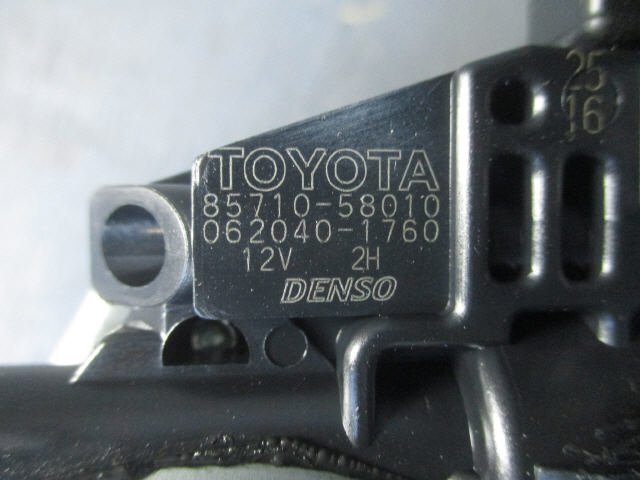 25
16
TOYOTA
85710-58010
062040-1760
12V 2H
DENSO